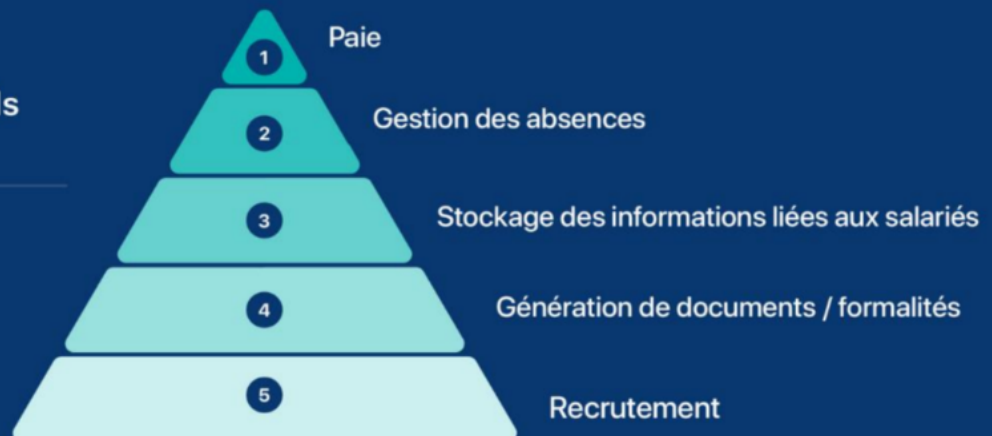 1
Paie
2
Gestion des absences
3
Stockage des informations liées aux salariés
4
Génération de documents / formalités
5
Recrutement